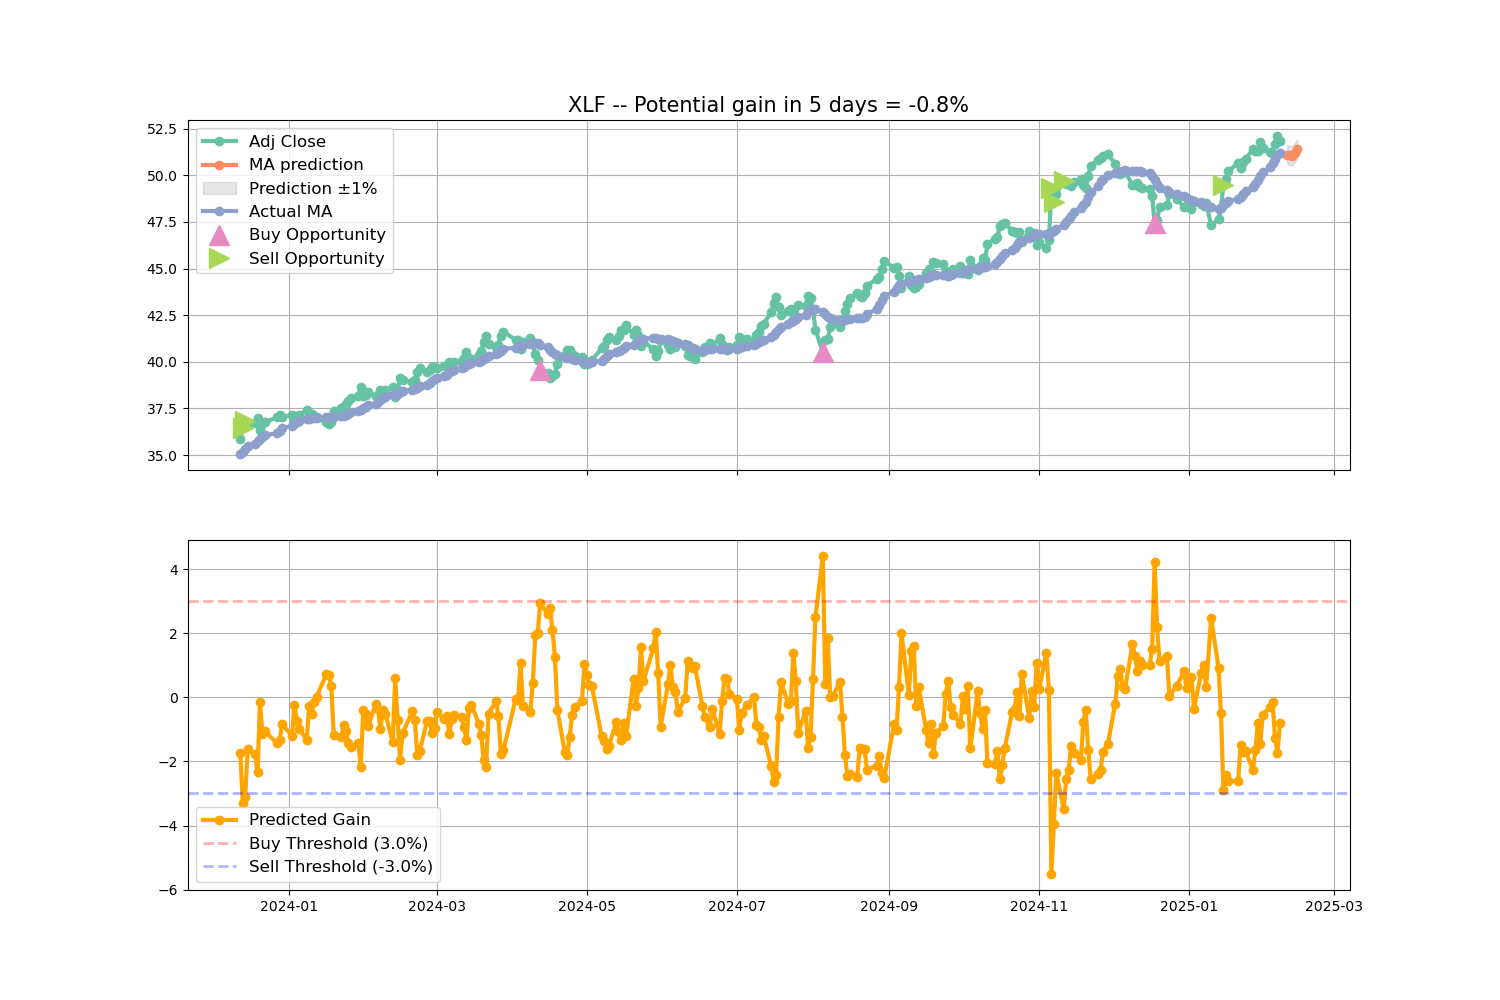 XLF -- Potential gain in 5 days = -0.8%
52.5
50.0
47.5
45.0
42.5
40.0
37.5
35.0
Adj Close
MA prediction
Prediction ±1%
Actual MA
Buy Opportunity
Sell Opportunity
4
2
0
−2
−4
−6
Predicted Gain
Buy Threshold (3.0%)
Sell Threshold (-3.0%)
2024-01
2024-03
2024-05
2024-07
2024-09
2024-11
2025-01
2025-03